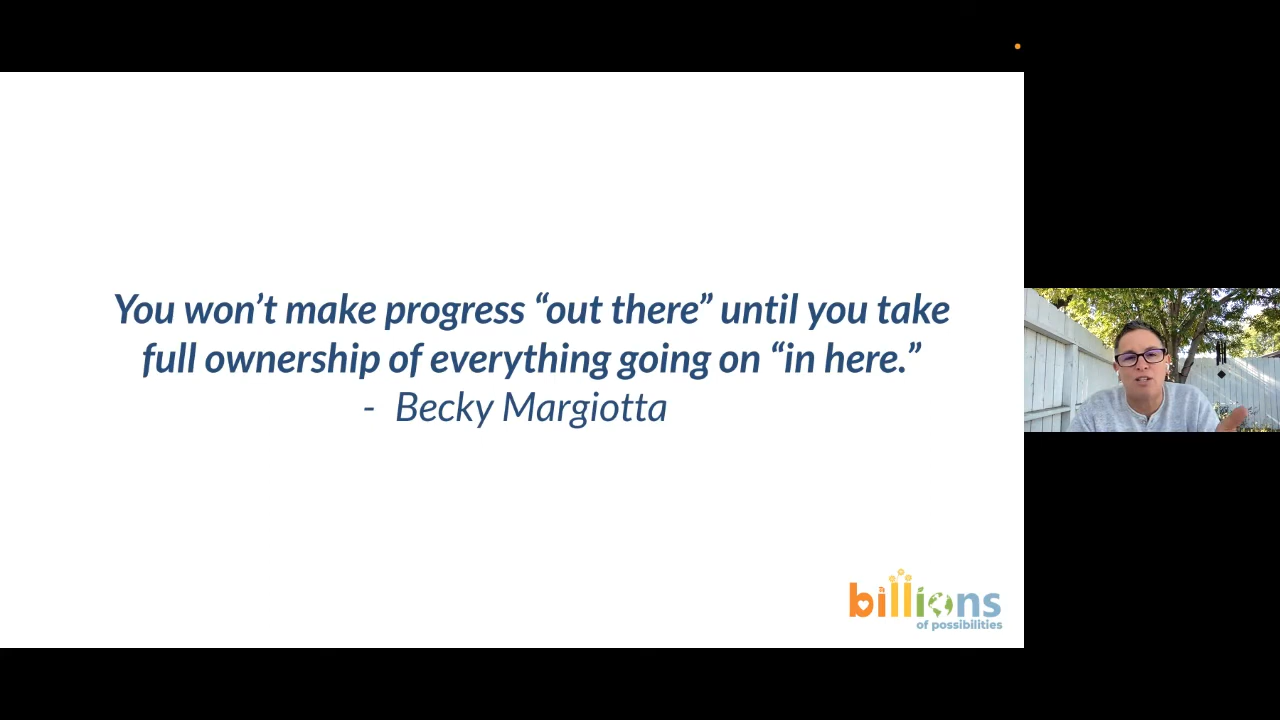 You won’t make progress “out there” until you take
full ownership of everything going on “in here.”
- Becky Margiotta
billions
of possibilities